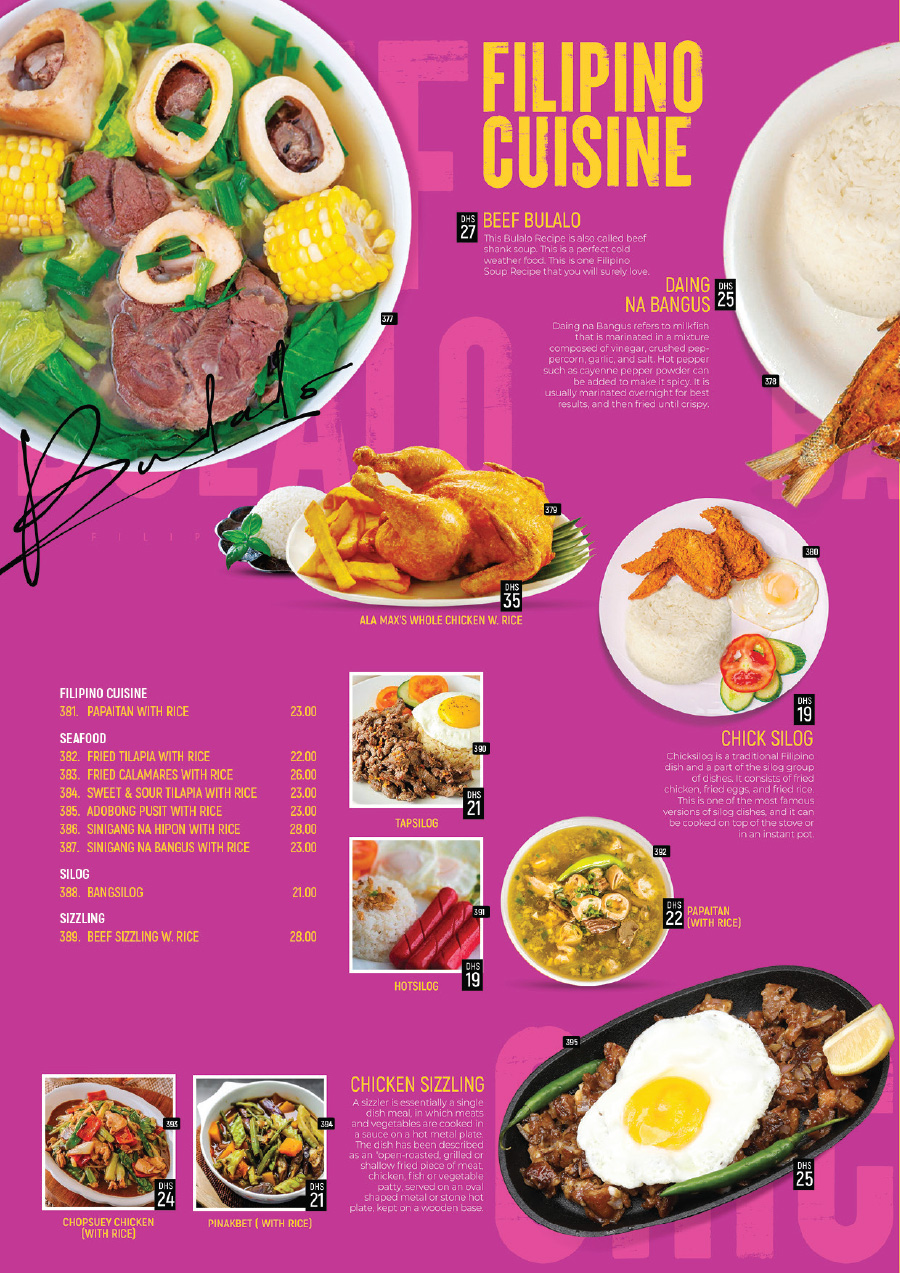 FILIPINO
CUISINE
DHS
27
BEEF BULALO
This Bulalo Recipe is also called beef
shank soup. This is a perfect cold
weather food. This is one Filipino
Soup Recipe that you will surely love.
377
DAING
NA BANGUS
DHS
25
Daing na Bangus refers to milkfish
that is marinated in a mixture
composed of vinegar, crushed pep-
percorn, garlic, and salt. Hot pepper
such as cayenne pepper powder can
be added to make it spicy. It is
usually marinated overnight for best
results, and then fried until crispy.
378
Bulalo
BULALO
BA
FILIP
379
DHS
35
ALA MAX'S WHOLE CHICKEN W. RICE
380
DHS
19
CHICK SILOG
Chicksilog is a traditional Filipino
dish and a part of the silog group
of dishes. It consists of fried
chicken, fried eggs, and fried rice.
This is one of the most famous
versions of silog dishes, and it can
be cooked on top of the stove or
in an instant pot.
FILIPINO CUISINE
381. PAPAITAN WITH RICE 23.00
SEAFOOD
382. FRIED TILAPIA WITH RICE 22.00
383. FRIED CALAMARES WITH RICE 26.00
384. SWEET & SOUR TILAPIA WITH RICE 23.00
385. ADOBONG PUSIT WITH RICE 23.00
386. SINIGANG NA HIPON WITH RICE 28.00
387. SINIGANG NA BANGUS WITH RICE 23.00
SILOG
388. BANGSILOG 21.00
SIZZLING
389. BEEF SIZZLING W. RICE 28.00
390
DHS
21
TAPSILOG
391
DHS
19
HOTSILOG
392
DHS
22
PAPAITAN
(WITH RICE)
393
DHS
24
CHOPSUEY CHICKEN
(WITH RICE)
394
DHS
21
PINAKBET ( WITH RICE)
CHICKEN SIZZLING
A sizzler is essentially a single
dish meal, in which meats
and vegetables are cooked in
a sauce on a hot metal plate.
The dish has been described
as an "open-roasted, grilled or
shallow fried piece of meat,
chicken, fish or vegetable
patty, served on an oval
shaped metal or stone hot
plate, kept on a wooden base.
395
DHS
25